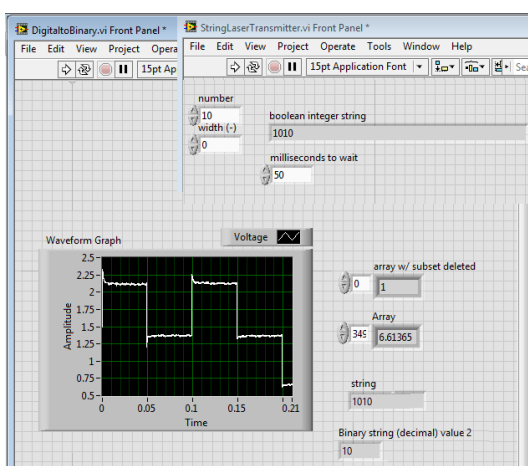 DigitaltoBinary.vi Front Panel *
File Edit View Project Opera
15pt Ap
StringLaserTransmitter.vi Front Panel *
File Edit View Project Operate Tools Window Help
15pt Application Font
Sea
number
10
width (-)
0
boolean integer string
1010
milliseconds to wait
50
Waveform Graph
Voltage
Amplitude
2.5
2.25
2
1.75
1.5
1.25
1
0.75
0.5
0 0.05 0.1 0.15 0.21
Time
array w/ subset deleted
0 1
Array
349 6.61365
string
1010
Binary string (decimal) value 2
10